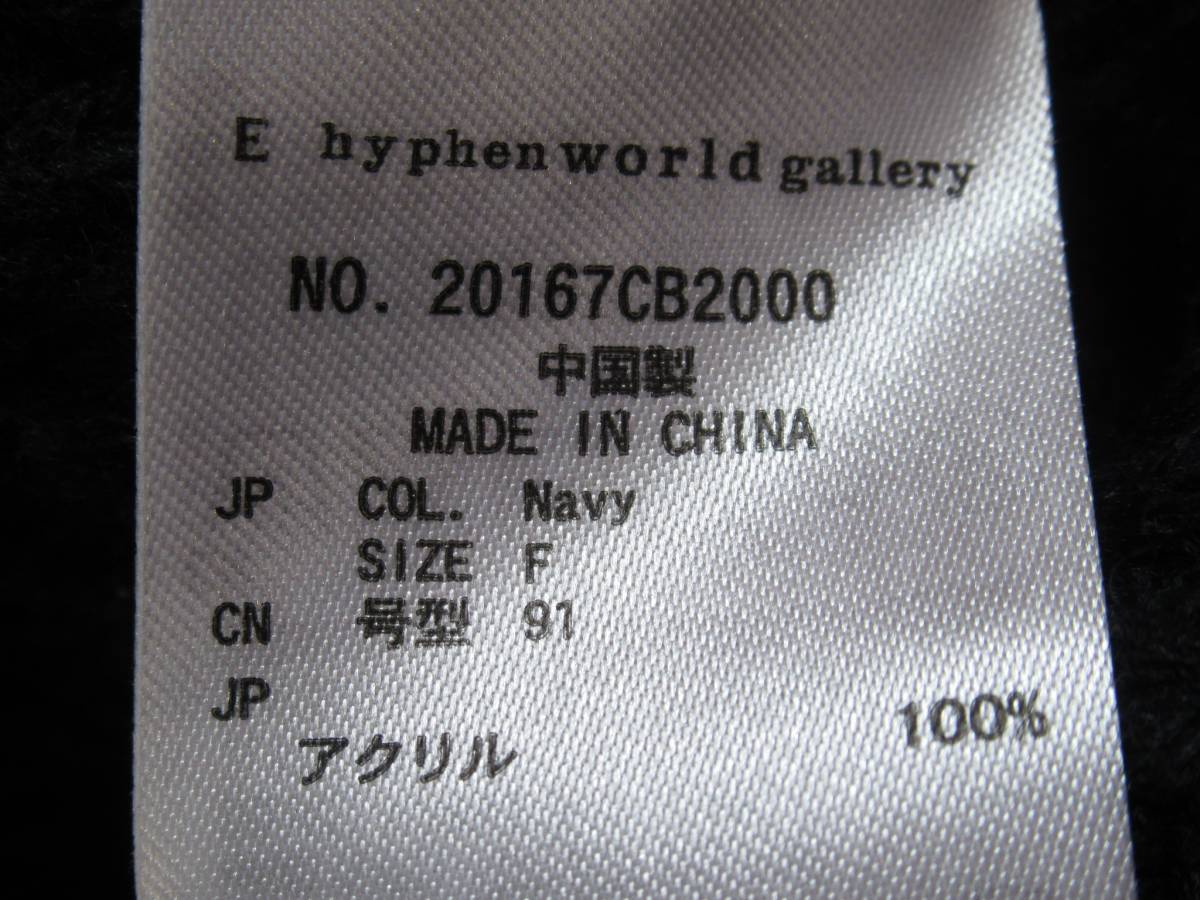 E hyphen world gallery
NO. 20167CB2000
中国製
MADE IN CHINA
JP COL. Navy
SIZE F
CN 号型 91
JP
アクリル 100%